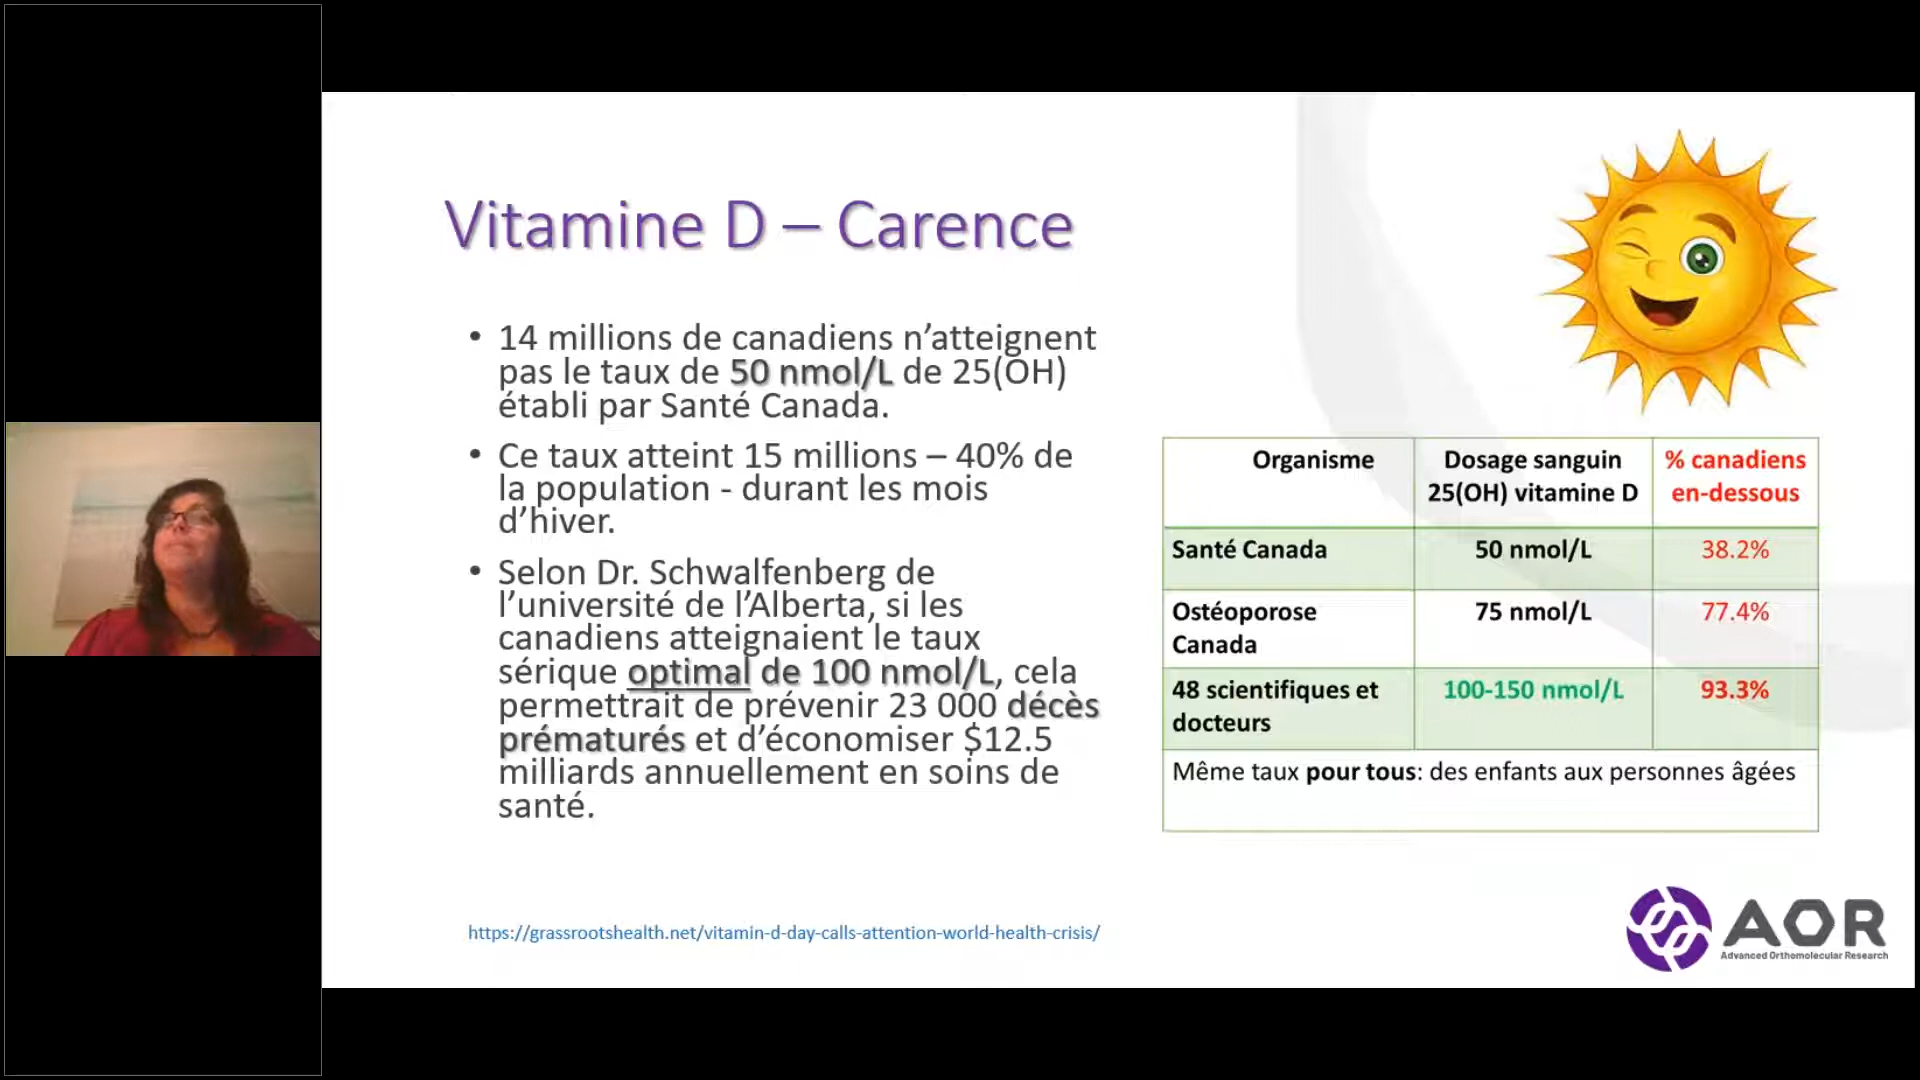 Vitamine D – Carence
• 14 millions de canadiens n’atteignent
pas le taux de 50 nmol/L de 25(OH)
établi par Santé Canada.
• Ce taux atteint 15 millions – 40% de
la population - durant les mois
d’hiver.
• Selon Dr. Schwalfenberg de
l’université de l’Alberta, si les
canadiens atteignaient le taux
sérique optimal de 100 nmol/L, cela
permettrait de prévenir 23 000 décès
prématurés et d’économiser $12.5
milliards annuellement en soins de
santé.
https://grassrootshealth.net/vitamin-d-day-calls-attention-world-health-crisis/
Organisme
Dosage sanguin
25(OH) vitamine D
% canadiens
en-dessous
Santé Canada
50 nmol/L
38.2%
Ostéoporose
Canada
75 nmol/L
77.4%
48 scientifiques et
docteurs
100-150 nmol/L
93.3%
Même taux pour tous: des enfants aux personnes âgées
AOR
Advanced Orthomolecular Research